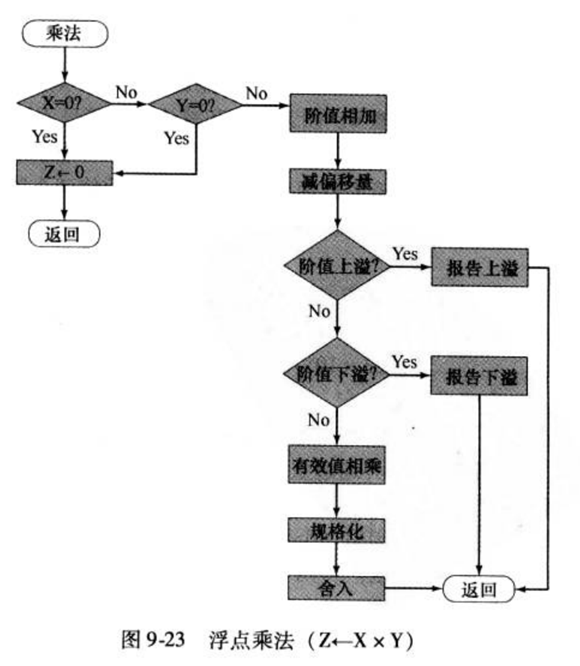 乘法
X=0?
No
Y=0?
No
阶值相加
Yes
Yes
Z←0
减偏移量
返回
阶值上溢?
Yes
报告上溢
No
阶值下溢?
Yes
报告下溢
No
有效值相乘
规格化
舍入
返回
图 9-23 浮点乘法（Z←X×Y）